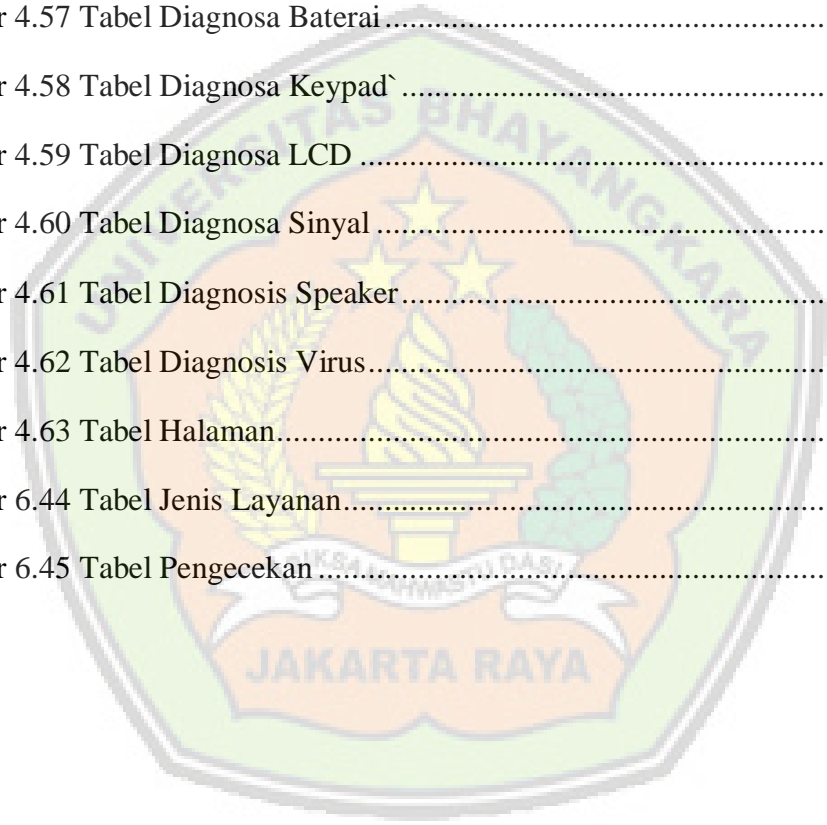 r 4.57 Tabel Diagnosa Baterai..........................................................
r 4.58 Tabel Diagnosa Keypad`........................................................
r 4.59 Tabel Diagnosa LCD .............................................................
r 4.60 Tabel Diagnosa Sinyal...........................................................
r 4.61 Tabel Diagnosis Speaker........................................................
r 4.62 Tabel Diagnosis Virus............................................................
r 4.63 Tabel Halaman.......................................................................
r 6.44 Tabel Jenis Layanan...............................................................
r 6.45 Tabel Pengecekan..................................................................
UNIVERSITAS BHAYANGKARA
JAKARTA RAYA